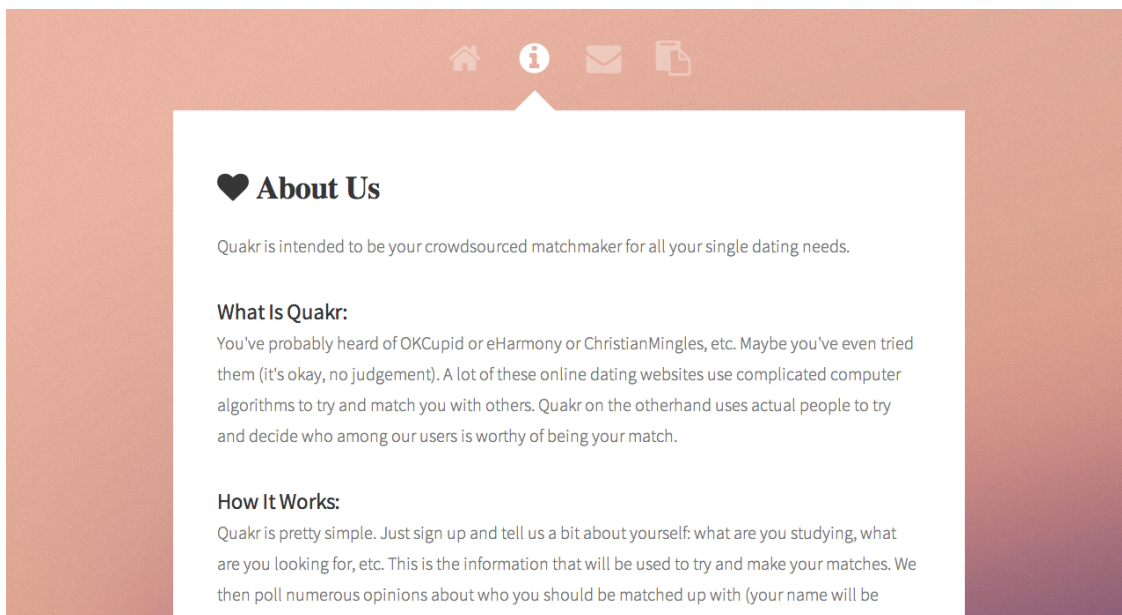 About Us
Quakr is intended to be your crowdsourced matchmaker for all your single dating needs.
What Is Quakr:
You've probably heard of OKCupid or eHarmony or ChristianMingles, etc. Maybe you've even tried
them (it's okay, no judgement). A lot of these online dating websites use complicated computer
algorithms to try and match you with others. Quakr on the otherhand uses actual people to try
and decide who among our users is worthy of being your match.
How It Works:
Quakr is pretty simple. Just sign up and tell us a bit about yourself: what are you studying, what
are you looking for, etc. This is the information that will be used to try and make your matches. We
then poll numerous opinions about who you should be matched up with (your name will be